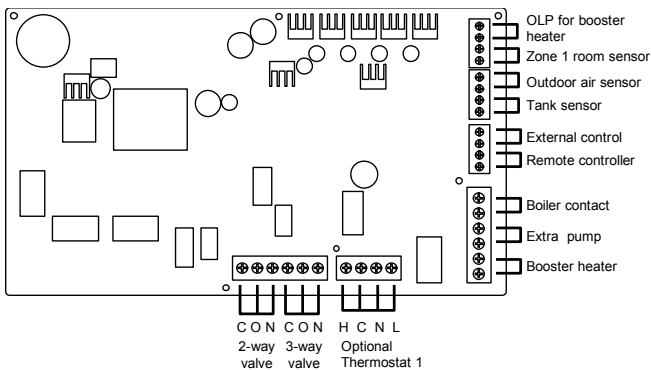 OLP for booster
heater
Zone 1 room sensor
Outdoor air sensor
Tank sensor
External control
Remote controller
Boiler contact
Extra pump
Booster heater
C O N C O N H C N L
2-way 3-way Optional
valve valve Thermostat 1